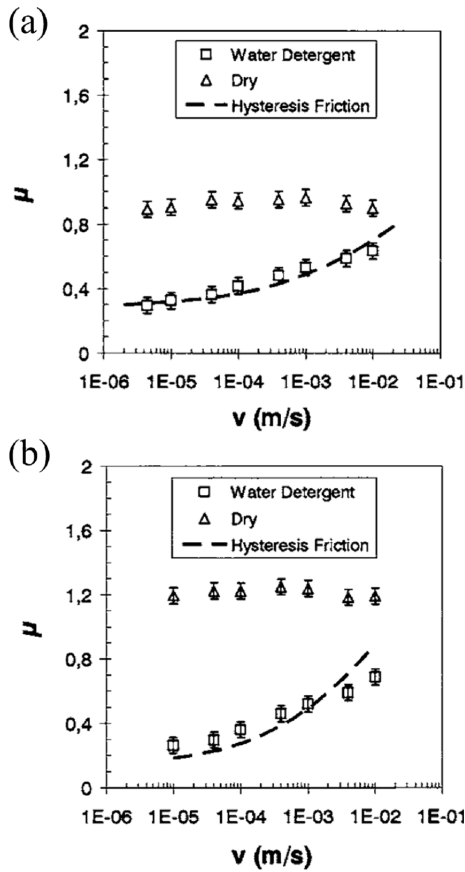 (a)
2
1,6
1,2
0,8
0,4
0
μ
Water Detergent
Dry
Hysteresis Friction
1E-06 1E-05 1E-04 1E-03 1E-02 1E-01
v (m/s)
(b)
2
1,6
1,2
0,8
0,4
0
μ
Water Detergent
Dry
Hysteresis Friction
1E-06 1E-05 1E-04 1E-03 1E-02 1E-01
v (m/s)